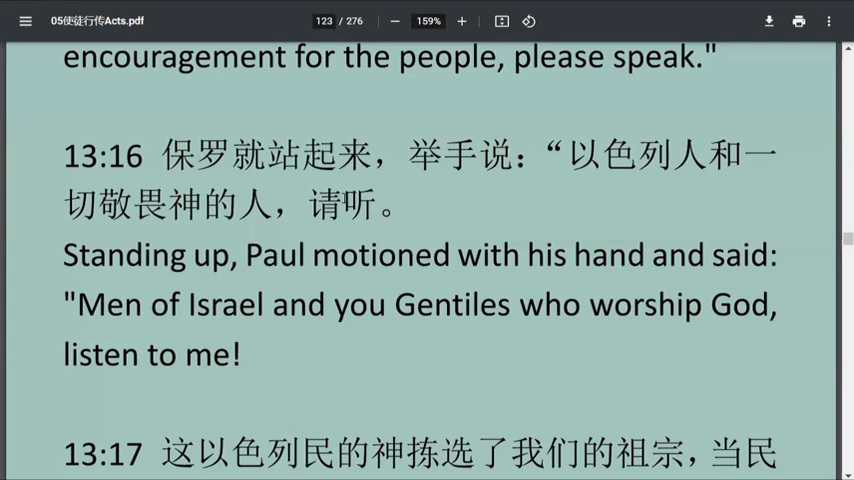 05使徒行传Acts.pdf
123 / 276
159%
encouragement for the people, please speak."
13:16 保罗就站起来，举手说：“以色列人和一
切敬畏神的人，请听。
Standing up, Paul motioned with his hand and said:
"Men of Israel and you Gentiles who worship God,
listen to me!
13:17 这以色列民的神拣选了我们的祖宗，当民